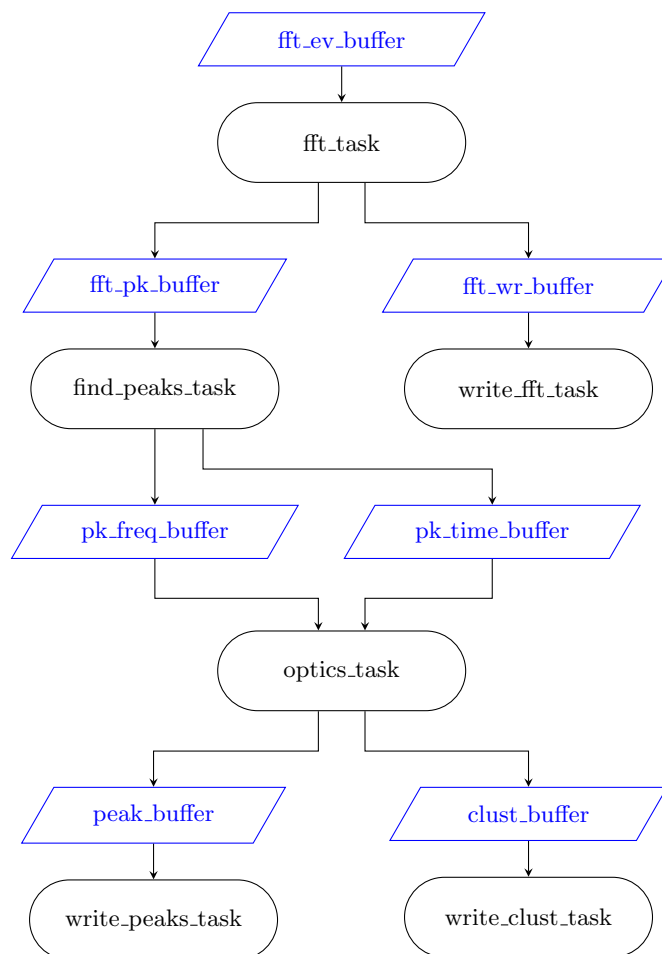 fft_ev_buffer
fft_task
fft_pk_buffer
fft_wr_buffer
find_peaks_task
write_fft_task
pk_freq_buffer
pk_time_buffer
optics_task
peak_buffer
clust_buffer
write_peaks_task
write_clust_task